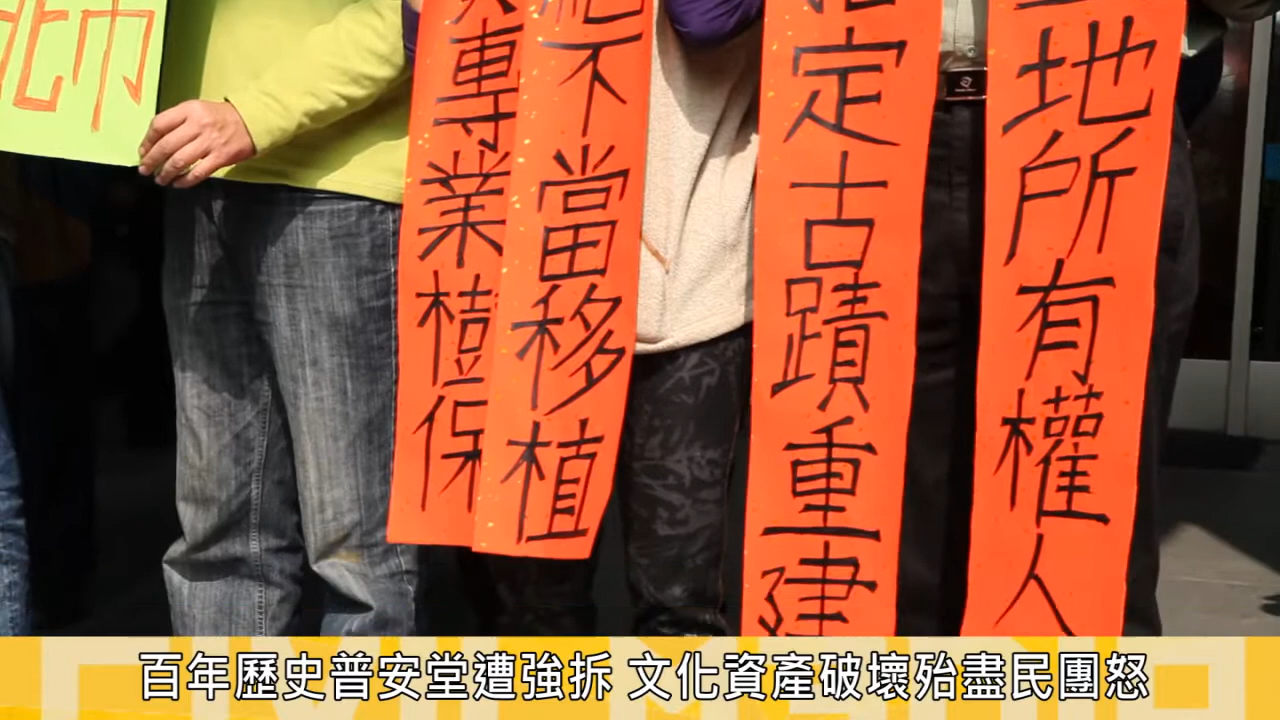 北市
專業樹保
不當移植
定古蹟重建
地所有權人
百年歷史普安堂遭強拆 文化資產破壞殆盡民團怒